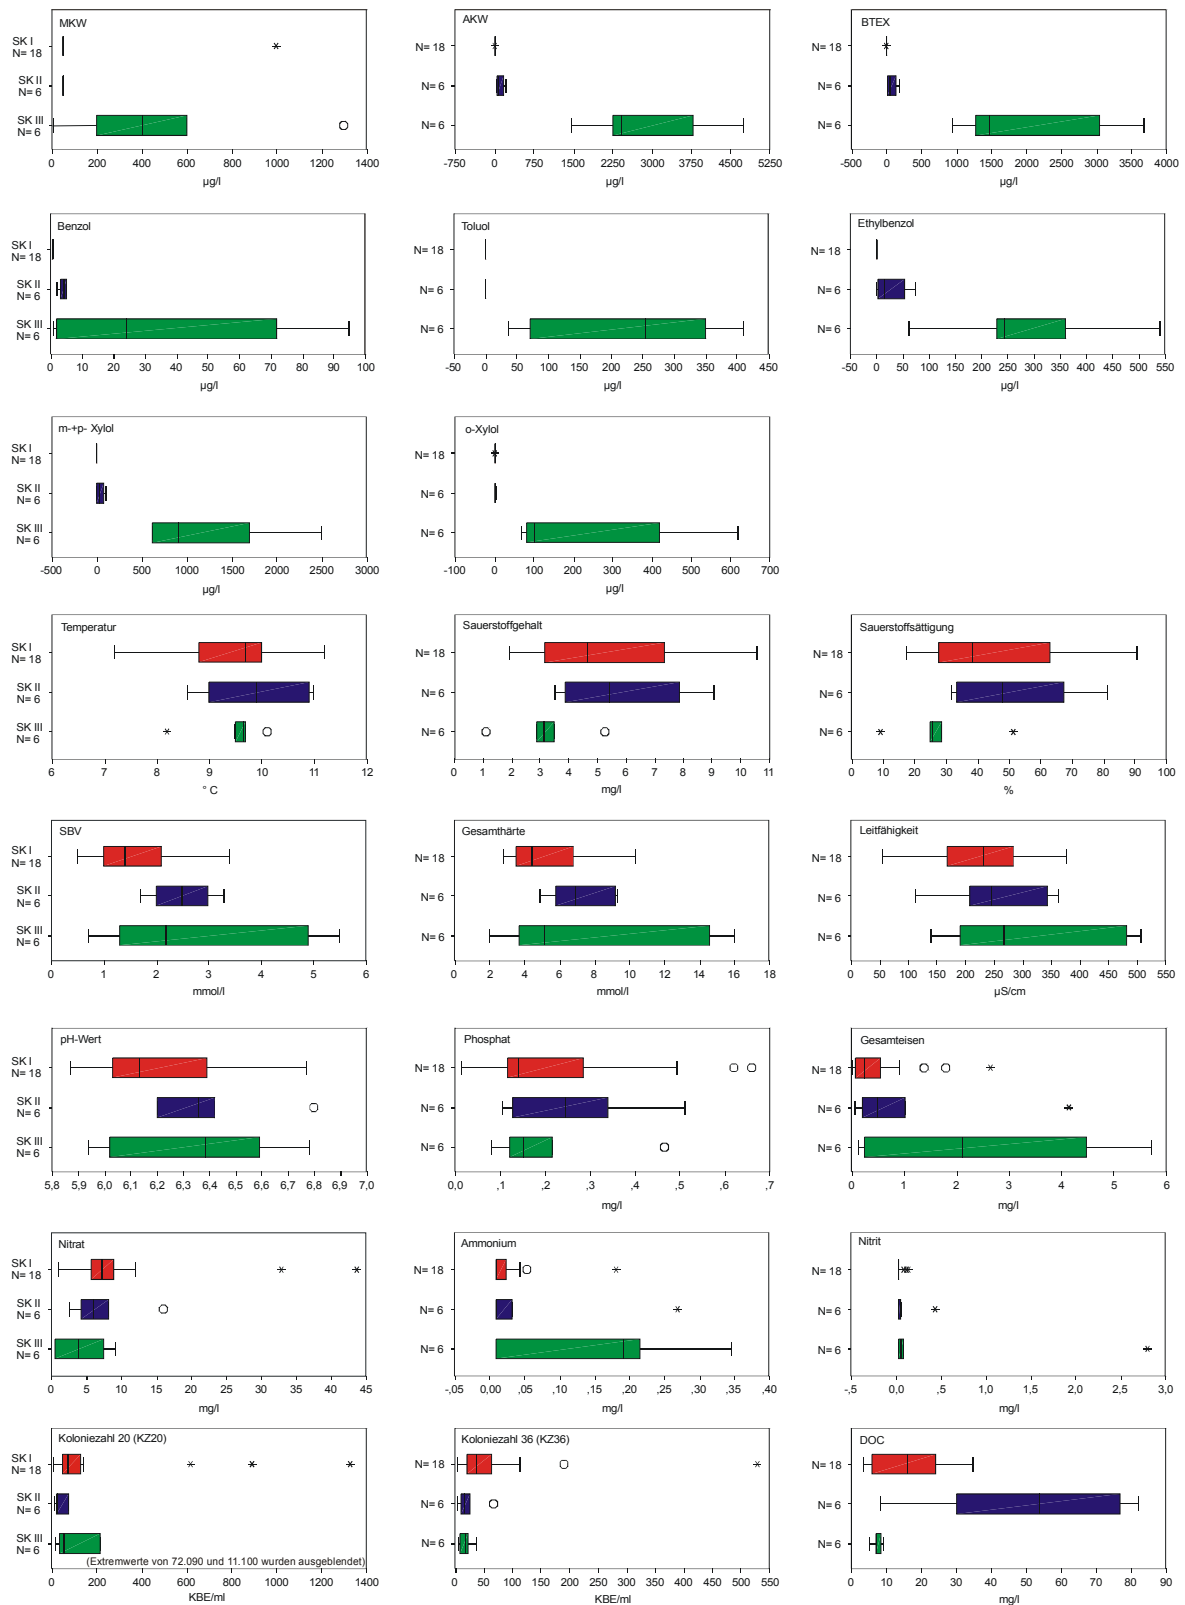 MKW
SK I
N= 18
SK II
N= 6
SK III
N= 6
0 200 400 600 800 1000 1200 1400
µg/l
AKW
N= 18
N= 6
N= 6
-750 0 750 1500 2250 3000 3750 4500 5250
µg/l
BTEX
N= 18
N= 6
N= 6
-500 0 500 1000 1500 2000 2500 3000 3500 4000
µg/l
Benzol
SK I
N= 18
SK II
N= 6
SK III
N= 6
0 10 20 30 40 50 60 70 80 90 100
µg/l
Toluol
N= 18
N= 6
N= 6
-50 0 50 100 150 200 250 300 350 400 450
µg/l
Ethylbenzol
N= 18
N= 6
N= 6
-50 0 50 100 150 200 250 300 350 400 450 500 550
µg/l
m-+p- Xylol
SK I
N= 18
SK II
N= 6
SK III
N= 6
-500 0 500 1000 1500 2000 2500 3000
µg/l
o-Xylol
N= 18
N= 6
N= 6
-100 0 100 200 300 400 500 600 700
µg/l
Temperatur
SK I
N= 18
SK II
N= 6
SK III
N= 6
6 7 8 9 10 11 12
° C
Sauerstoffgehalt
N= 18
N= 6
N= 6
0 1 2 3 4 5 6 7 8 9 10 11
mg/l
Sauerstoffsättigung
N= 18
N= 6
N= 6
0 10 20 30 40 50 60 70 80 90 100
%
SBV
SK I
N= 18
SK II
N= 6
SK III
N= 6
0 1 2 3 4 5 6
mmol/l
Gesamthärte
N= 18
N= 6
N= 6
0 2 4 6 8 10 12 14 16 18
mmol/l
Leitfähigkeit
N= 18
N= 6
N= 6
0 50 100 150 200 250 300 350 400 450 500 550
µS/cm
pH-Wert
SK I
N= 18
SK II
N= 6
SK III
N= 6
5,8 5,9 6,0 6,1 6,2 6,3 6,4 6,5 6,6 6,7 6,8 6,9 7,0
Phosphat
N= 18
N= 6
N= 6
0,0 ,1 ,2 ,3 ,4 ,5 ,6 ,7
mg/l
Gesamteisen
N= 18
N= 6
N= 6
0 1 2 3 4 5 6
mg/l
Nitrat
SK I
N= 18
SK II
N= 6
SK III
N= 6
0 5 10 15 20 25 30 35 40 45
mg/l
Ammonium
N= 18
N= 6
N= 6
-,05 0,00 ,05 ,10 ,15 ,20 ,25 ,30 ,35 ,40
mg/l
Nitrit
N= 18
N= 6
N= 6
-,5 0,0 ,5 1,0 1,5 2,0 2,5 3,0
mg/l
Koloniezahl 20 (KZ20)
SK I
N= 18
SK II
N= 6
SK III
N= 6
(Extremwerte von 72.090 und 11.100 wurden ausgeblendet)
0 200 400 600 800 1000 1200 1400
KBE/ml
Koloniezahl 36 (KZ36)
N= 18
N= 6
N= 6
0 50 100 150 200 250 300 350 400 450 500 550
KBE/ml
DOC
N= 18
N= 6
N= 6
0 10 20 30 40 50 60 70 80 90
mg/l